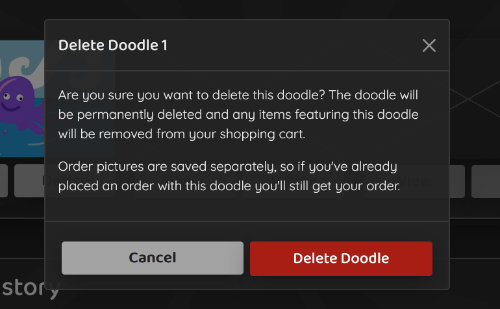 Delete Doodle 1
Are you sure you want to delete this doodle? The doodle will
be permanently deleted and any items featuring this doodle
will be removed from your shopping cart.
Order pictures are saved separately, so if you've already
placed an order with this doodle you'll still get your order.
Cancel
Delete Doodle
story